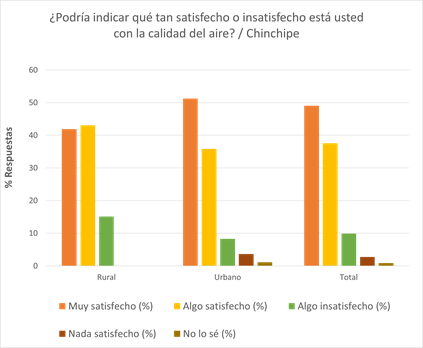 ¿Podría indicar qué tan satisfecho o insatisfecho está usted
con la calidad del aire? / Chinchipe
% Respuestas
60
50
40
30
20
10
0
Rural Urbano Total
Muy satisfecho (%) Algo satisfecho (%) Algo insatisfecho (%)
Nada satisfecho (%) No lo sé (%)